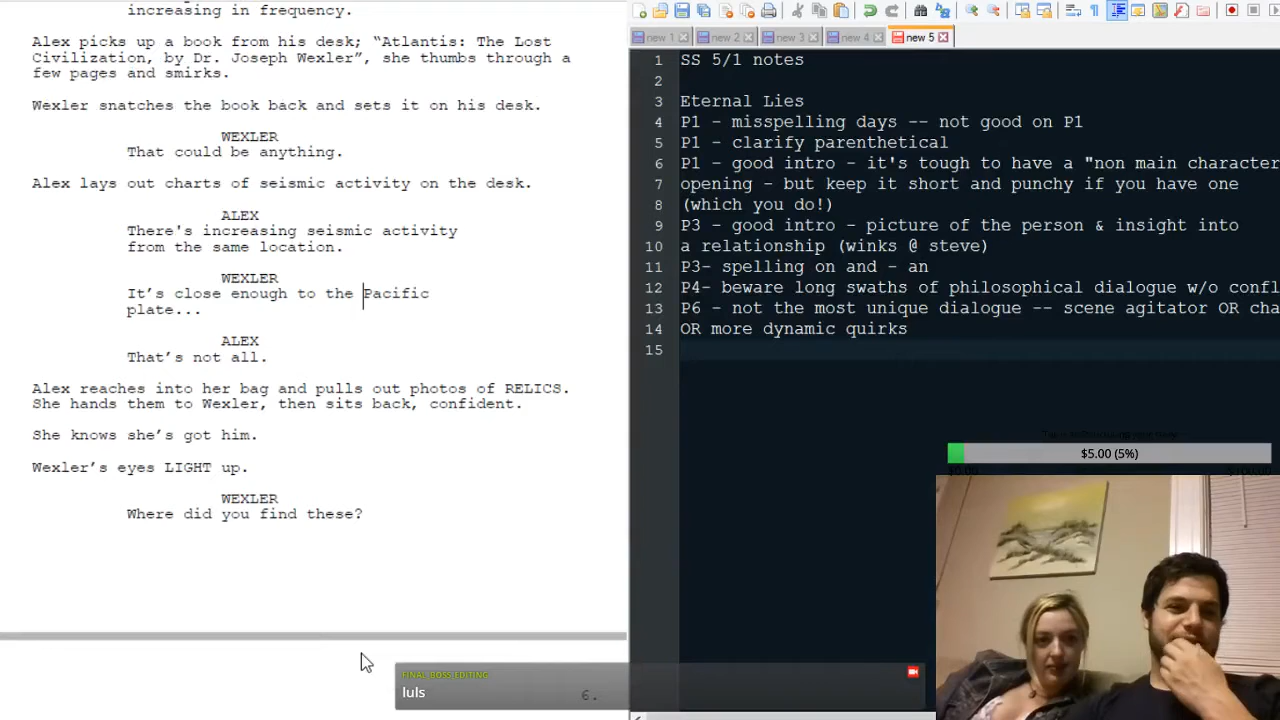 increasing in frequency.
Alex picks up a book from his desk; “Atlantis: The Lost
Civilization, by Dr. Joseph Wexler”, she thumbs through a
few pages and smirks.
Wexler snatches the book back and sets it on his desk.
WEXLER
That could be anything.
Alex lays out charts of seismic activity on the desk.
ALEX
There's increasing seismic activity
from the same location.
WEXLER
It’s close enough to the Pacific
plate...
ALEX
That’s not all.
Alex reaches into her bag and pulls out photos of RELICS.
She hands them to Wexler, then sits back, confident.
She knows she’s got him.
Wexler’s eyes LIGHT up.
WEXLER
Where did you find these?
6.
new 1
new 2
new 3
new 4
new 5
1 SS 5/1 notes
2
3 Eternal Lies
4 P1 - misspelling days -- not good on P1
5 P1 - clarify parenthetical
6 P1 - good intro - it's tough to have a "non main character
7 opening - but keep it short and punchy if you have one
8 (which you do!)
9 P3 - good intro - picture of the person & insight into
10 a relationship (winks @ steve)
11 P3- spelling on and - an
12 P4- beware long swaths of philosophical dialogue w/o confl
13 P6 - not the most unique dialogue -- scene agitator OR cha
14 OR more dynamic quirks
15
$5.00 (5%)
FINAL_BOSS_EDITING
luls